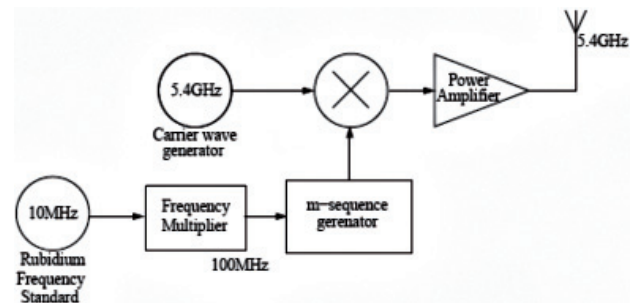 5.4GHz
Carrier wave
generator
Power
Amplifier
5.4GHz
10MHz
Rubidium
Frequency
Standard
Frequency
Multiplier
100MHz
m-sequence
gerenator